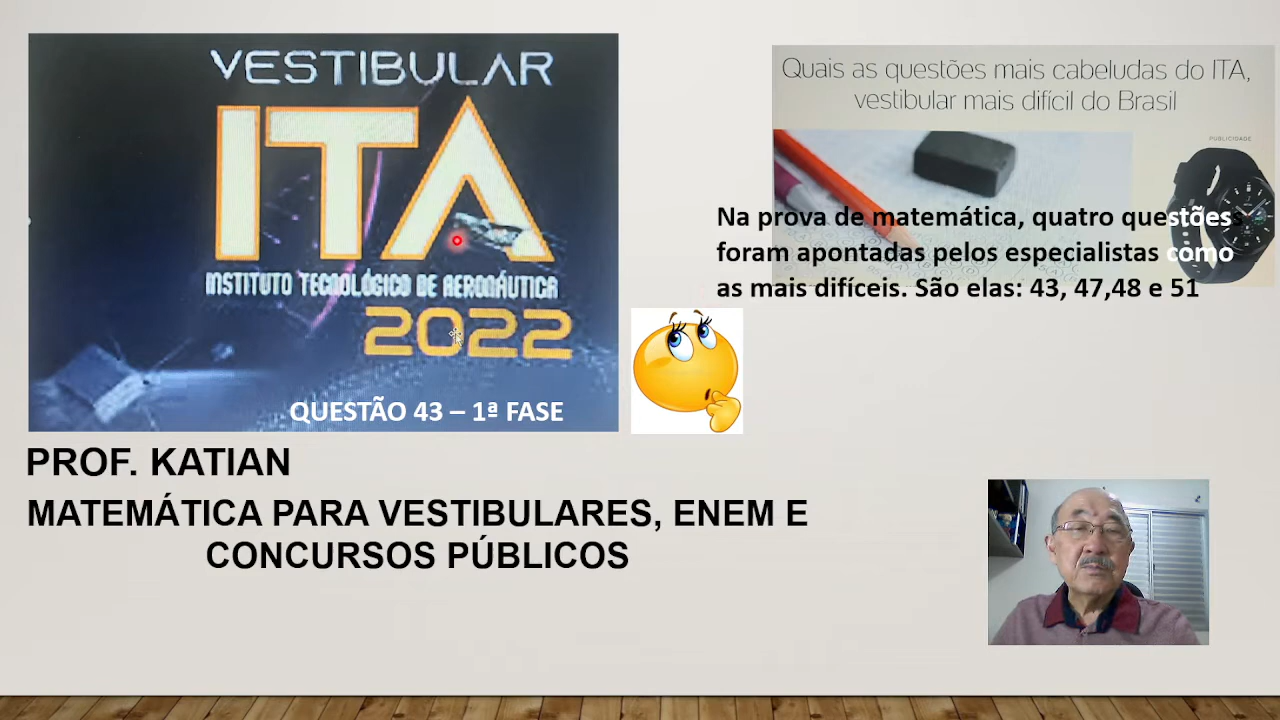 VESTIBULAR
ITA
INSTITUTO TECNOLÓGICO DE AERONÁUTICA
2022
QUESTÃO 43 – 1ª FASE
Quais as questões mais cabeludas do ITA,
vestibular mais difícil do Brasil
PUBLICIDADE
Na prova de matemática, quatro questões
foram apontadas pelos especialistas como
as mais difíceis. São elas: 43, 47,48 e 51
PROF. KATIAN
MATEMÁTICA PARA VESTIBULARES, ENEM E
CONCURSOS PÚBLICOS